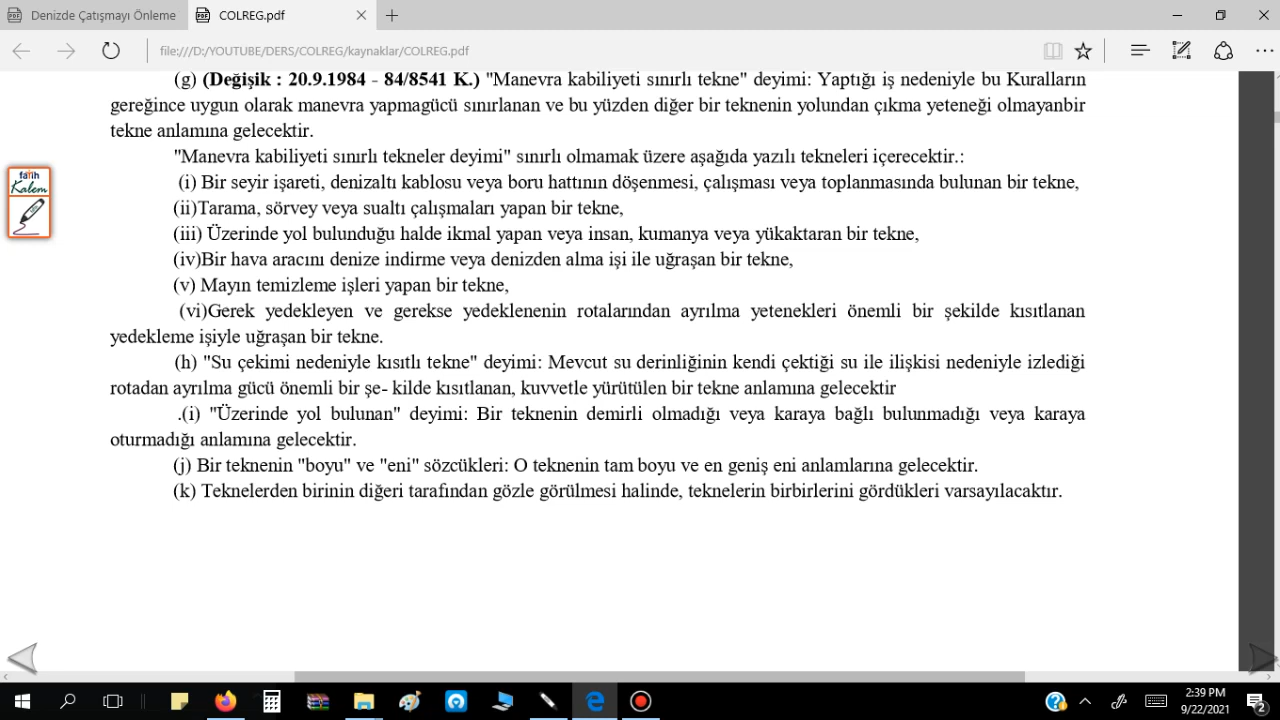 Denizde Çatışmayı Önleme
COLREG.pdf
file:///D:/YOUTUBE/DERS/COLREG/kaynaklar/COLREG.pdf
(g) (Değişik : 20.9.1984 - 84/8541 K.) "Manevra kabiliyeti sınırlı tekne" deyimi: Yaptığı iş nedeniyle bu Kuralların
gereğince uygun olarak manevra yapmagücü sınırlanan ve bu yüzden diğer bir teknenin yolundan çıkma yeteneği olmayanbir
tekne anlamına gelecektir.
"Manevra kabiliyeti sınırlı tekneler deyimi" sınırlı olmamak üzere aşağıda yazılı tekneleri içerecektir.:
fatih
Kalem
(i) Bir seyir işareti, denizaltı kablosu veya boru hattının döşenmesi, çalışması veya toplanmasında bulunan bir tekne,
(ii)Tarama, sörvey veya sualtı çalışmaları yapan bir tekne,
(iii) Üzerinde yol bulunduğu halde ikmal yapan veya insan, kumanya veya yükaktaran bir tekne,
(iv)Bir hava aracını denize indirme veya denizden alma işi ile uğraşan bir tekne,
(v) Mayın temizleme işleri yapan bir tekne,
(vi)Gerek yedekleyen ve gerekse yedeklenenin rotalarından ayrılma yetenekleri önemli bir şekilde kısıtlanan
yedekleme işiyle uğraşan bir tekne.
(h) "Su çekimi nedeniyle kısıtlı tekne" deyimi: Mevcut su derinliğinin kendi çektiği su ile ilişkisi nedeniyle izlediği
rotadan ayrılma gücü önemli bir şe- kilde kısıtlanan, kuvvetle yürütülen bir tekne anlamına gelecektir
.(i) "Üzerinde yol bulunan" deyimi: Bir teknenin demirli olmadığı veya karaya bağlı bulunmadığı veya karaya
oturmadığı anlamına gelecektir.
(j) Bir teknenin "boyu" ve "eni" sözcükleri: O teknenin tam boyu ve en geniş eni anlamlarına gelecektir.
(k) Teknelerden birinin diğeri tarafından gözle görülmesi halinde, teknelerin birbirlerini gördükleri varsayılacaktır.
2:39 PM
9/22/2021
2